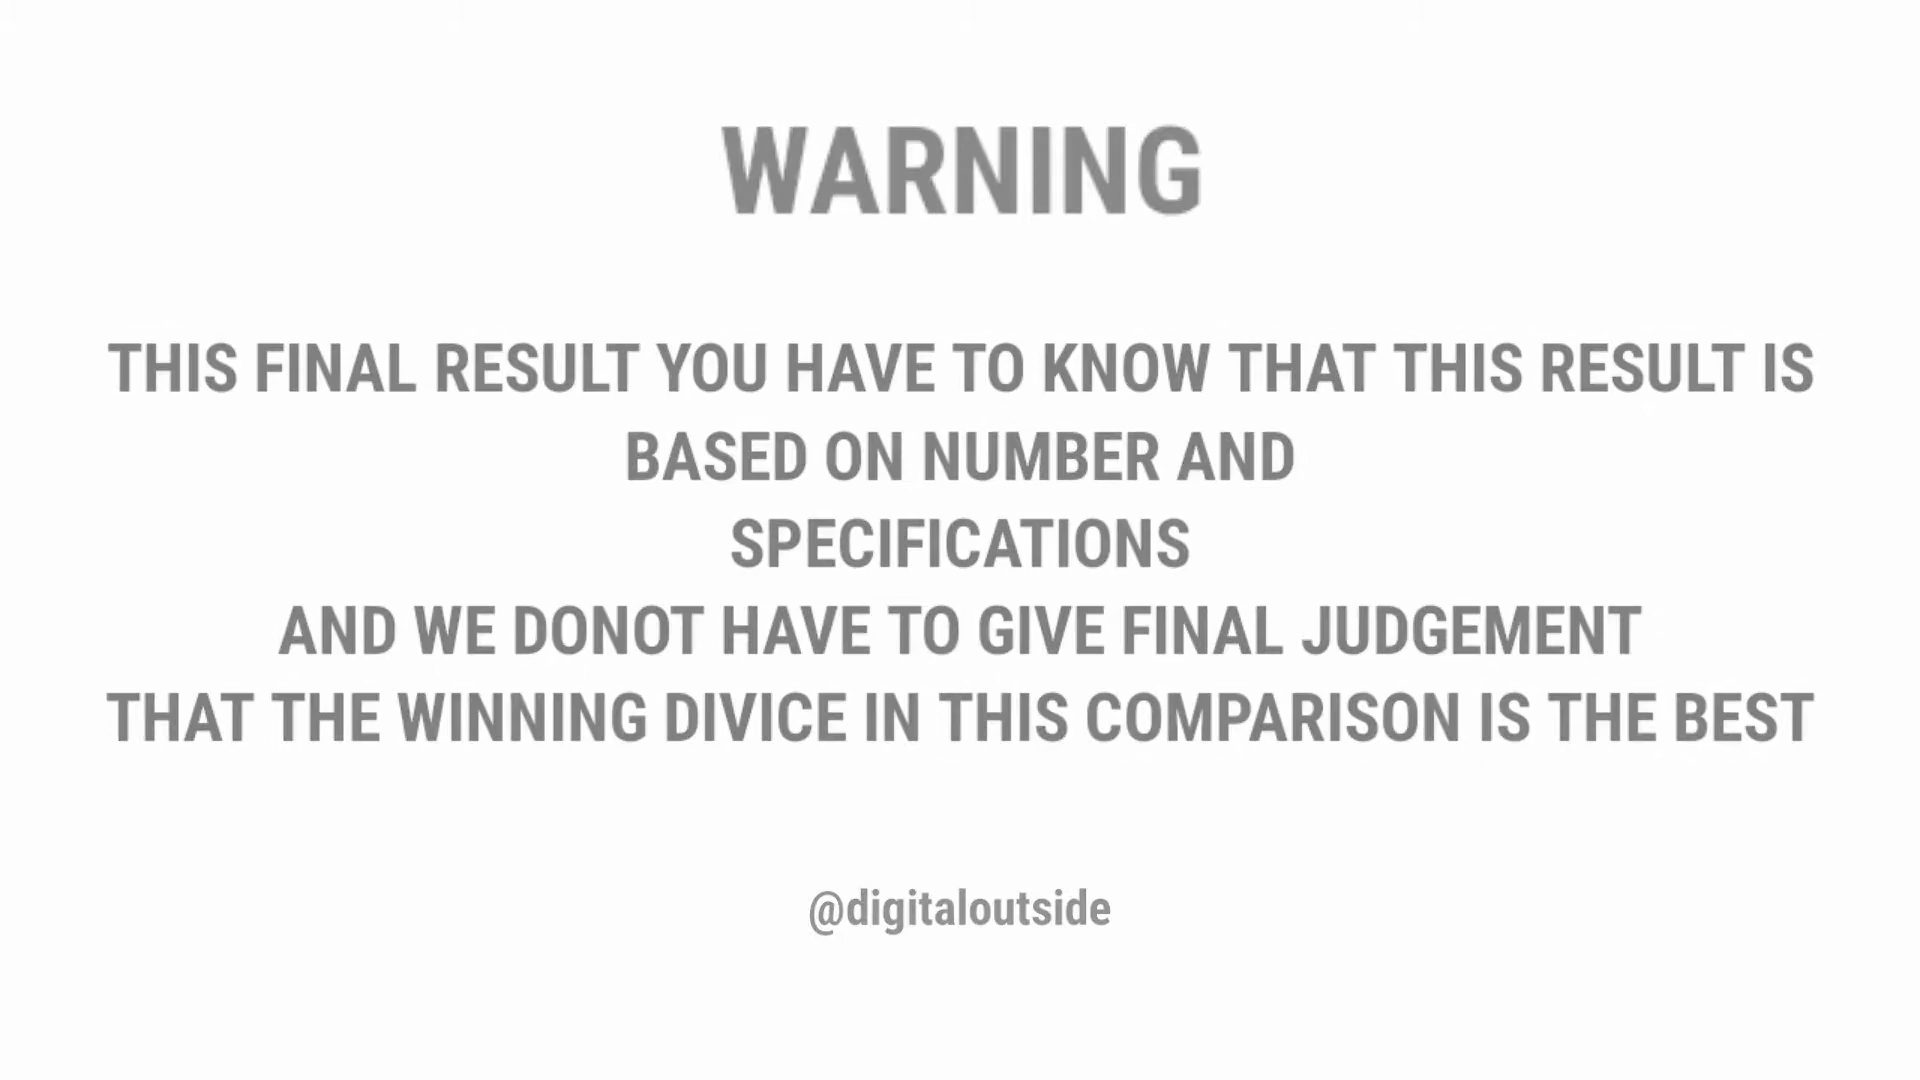 WARNING
THIS FINAL RESULT YOU HAVE TO KNOW THAT THIS RESULT IS
BASED ON NUMBER AND
SPECIFICATIONS
AND WE DONOT HAVE TO GIVE FINAL JUDGEMENT
THAT THE WINNING DIVICE IN THIS COMPARISON IS THE BEST
@digitaloutside